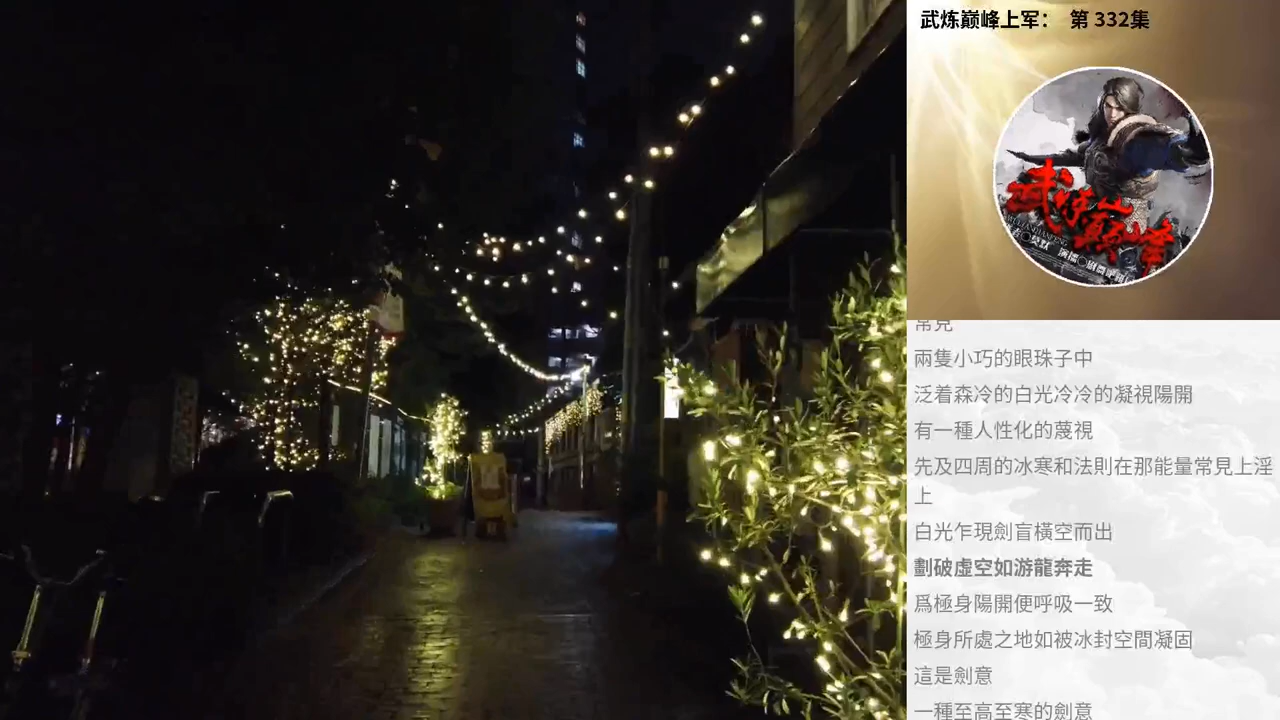 武炼巅峰上军： 第 332集
武炼巅峰
常见
兩隻小巧的眼珠子中
泛着森冷的白光冷冷的凝視陽開
有一種人性化的蔑視
先及四周的冰寒和法則在那能量常見上淫
上
白光乍現劍盲橫空而出
劃破虛空如游龍奔走
爲極身陽開便呼吸一致
極身所處之地如被冰封空間凝固
這是劍意
一種至高至寒的劍意